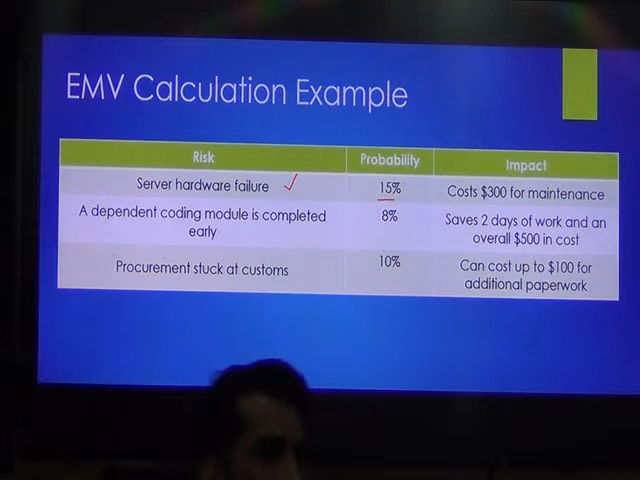 EMV Calculation Example
Risk Probability Impact
Server hardware failure 15% Costs $300 for maintenance
A dependent coding module is completed
early
8%
Saves 2 days of work and an
overall $500 in cost
Procurement stuck at customs 10%
Can cost up to $100 for
additional paperwork